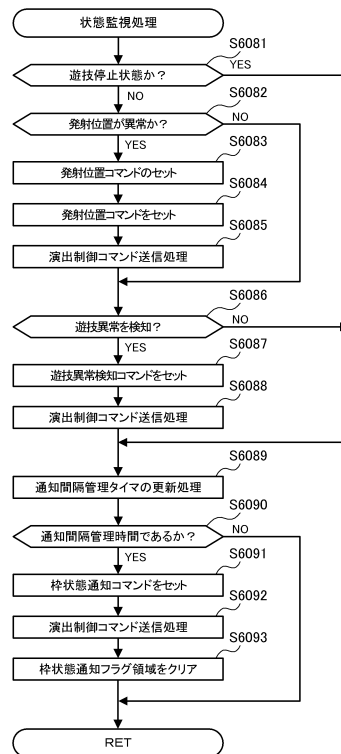 状態監視処理
S6081
遊技停止状態か？
YES
NO
S6082
発射位置が異常か？
NO
YES
S6083
発射位置コマンドのセット
S6084
発射位置コマンドをセット
S6085
演出制御コマンド送信処理
S6086
遊技異常を検知？
NO
YES
S6087
遊技異常検知コマンドをセット
S6088
演出制御コマンド送信処理
S6089
通知間隔管理タイマの更新処理
S6090
通知間隔管理時間であるか？
NO
YES
S6091
枠状態通知コマンドをセット
S6092
演出制御コマンド送信処理
S6093
枠状態通知フラグ領域をクリア
RET